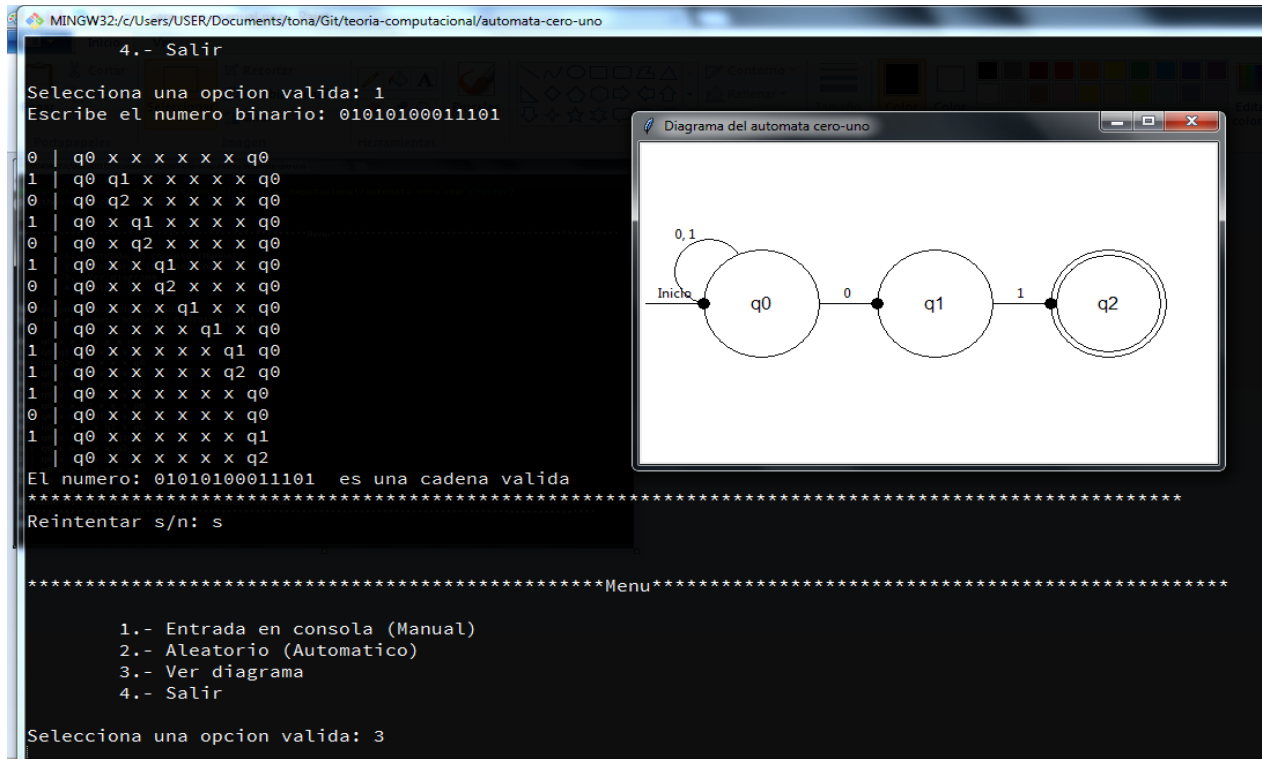 MINGW32:/c/Users/USER/Documents/tona/Git/teoria-computacional/automata-cero-uno
4.- Salir
Selecciona una opcion valida: 1
Escribe el numero binario: 01010100011101
0 | q0 x x x x x x q0
1 | q0 q1 x x x x x q0
0 | q0 q2 x x x x x q0
1 | q0 x q1 x x x x q0
0 | q0 x q2 x x x x q0
1 | q0 x x q1 x x x q0
0 | q0 x x q2 x x x q0
0 | q0 x x x q1 x x q0
0 | q0 x x x x q1 x q0
1 | q0 x x x x x q1 q0
1 | q0 x x x x x q2 q0
1 | q0 x x x x x x q0
0 | q0 x x x x x x q0
1 | q0 x x x x x x q1
| q0 x x x x x x q2
El numero: 01010100011101 es una cadena valida
****************************************************************************************************
Reintentar s/n: s
**************************************************Menu**************************************************
1.- Entrada en consola (Manual)
2.- Aleatorio (Automatico)
3.- Ver diagrama
4.- Salir
Selecciona una opcion valida: 3
Diagrama del automata cero-uno
0, 1
Inicio
q0
0
q1
1
q2